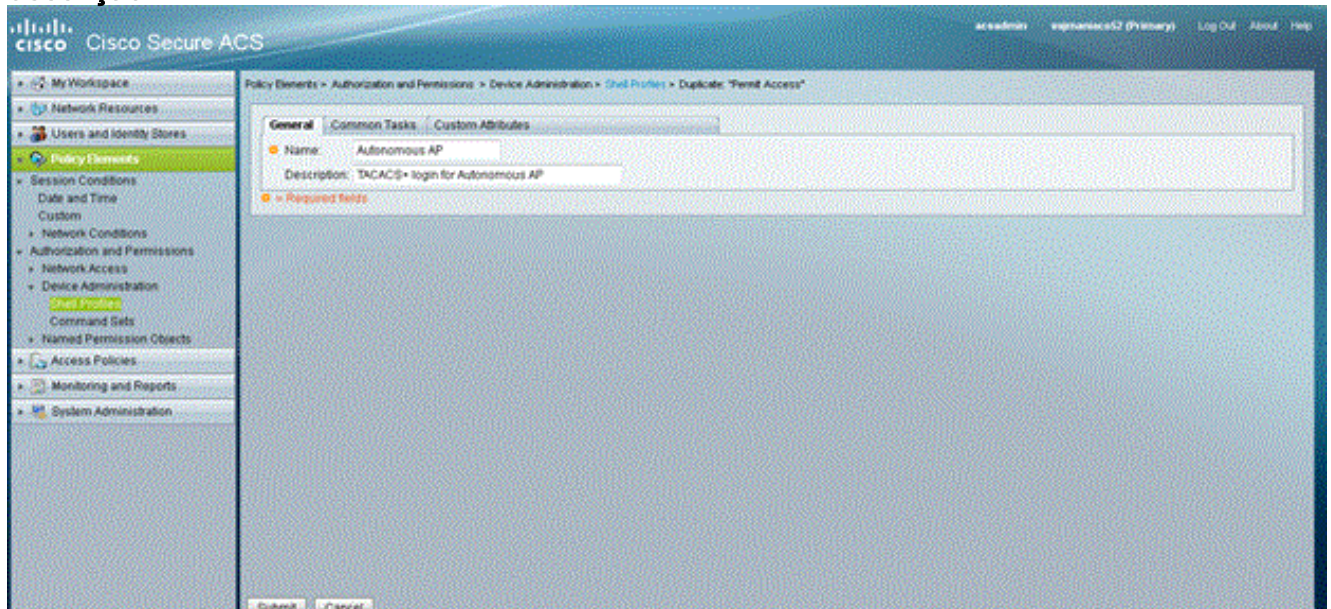 cisco Cisco Secure ACS
acsadmin
(Primary) Log Out About Help
My Workspace
Network Resources
Users and Identity Stores
Policy Elements
Session Conditions
Date and Time
Custom
Network Conditions
Authorization and Permissions
Network Access
Device Administration
Shell Profiles
Command Sets
Named Permission Objects
Access Policies
Monitoring and Reports
System Administration
Policy Elements > Authorization and Permissions > Device Administration > Shell Profiles > Duplicate: "Permit Access"
General Common Tasks Custom Attributes
Name: Autonomous AP
Description: TACACS+ login for Autonomous AP
= Required fields
Submit Cancel